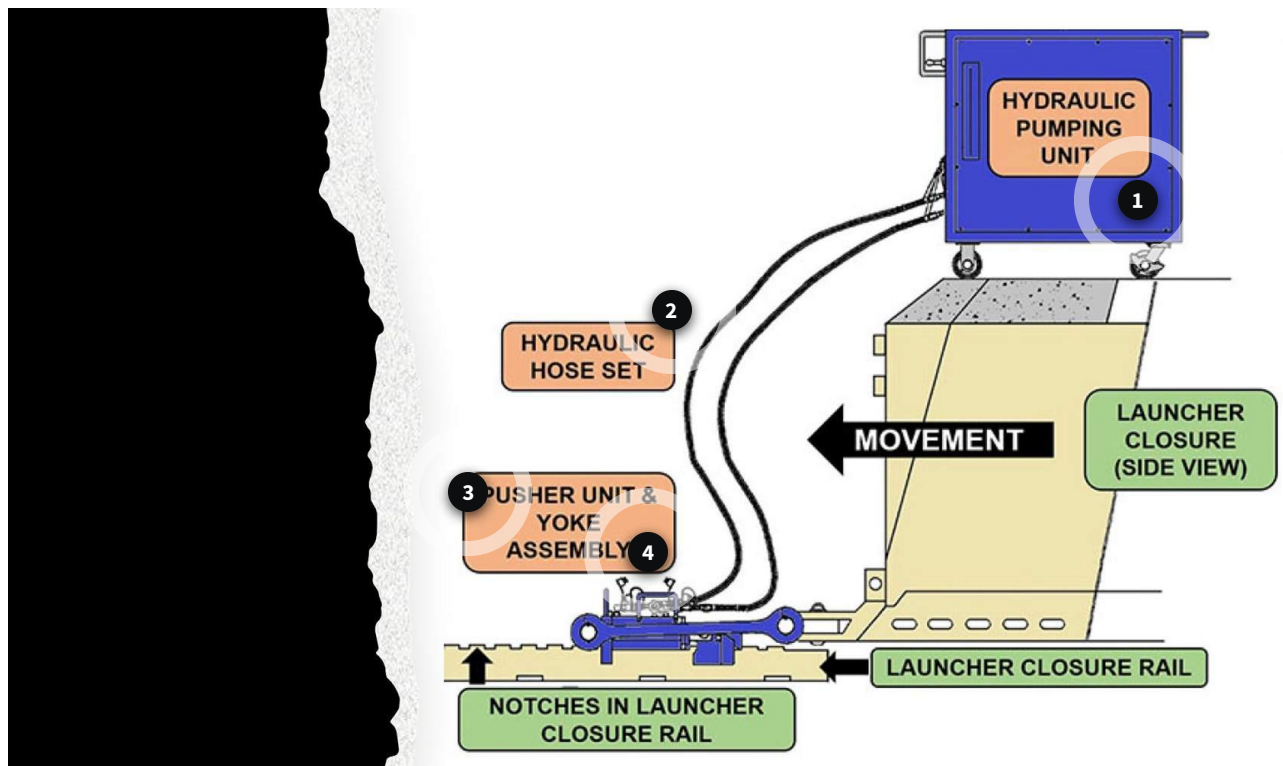 HYDRAULIC
PUMPING
UNIT
1
2
HYDRAULIC
HOSE SET
MOVEMENT
LAUNCHER
CLOSURE
(SIDE VIEW)
3
PUSHER UNIT &
YOKE
ASSEMBLY
4
LAUNCHER CLOSURE RAIL
NOTCHES IN LAUNCHER
CLOSURE RAIL